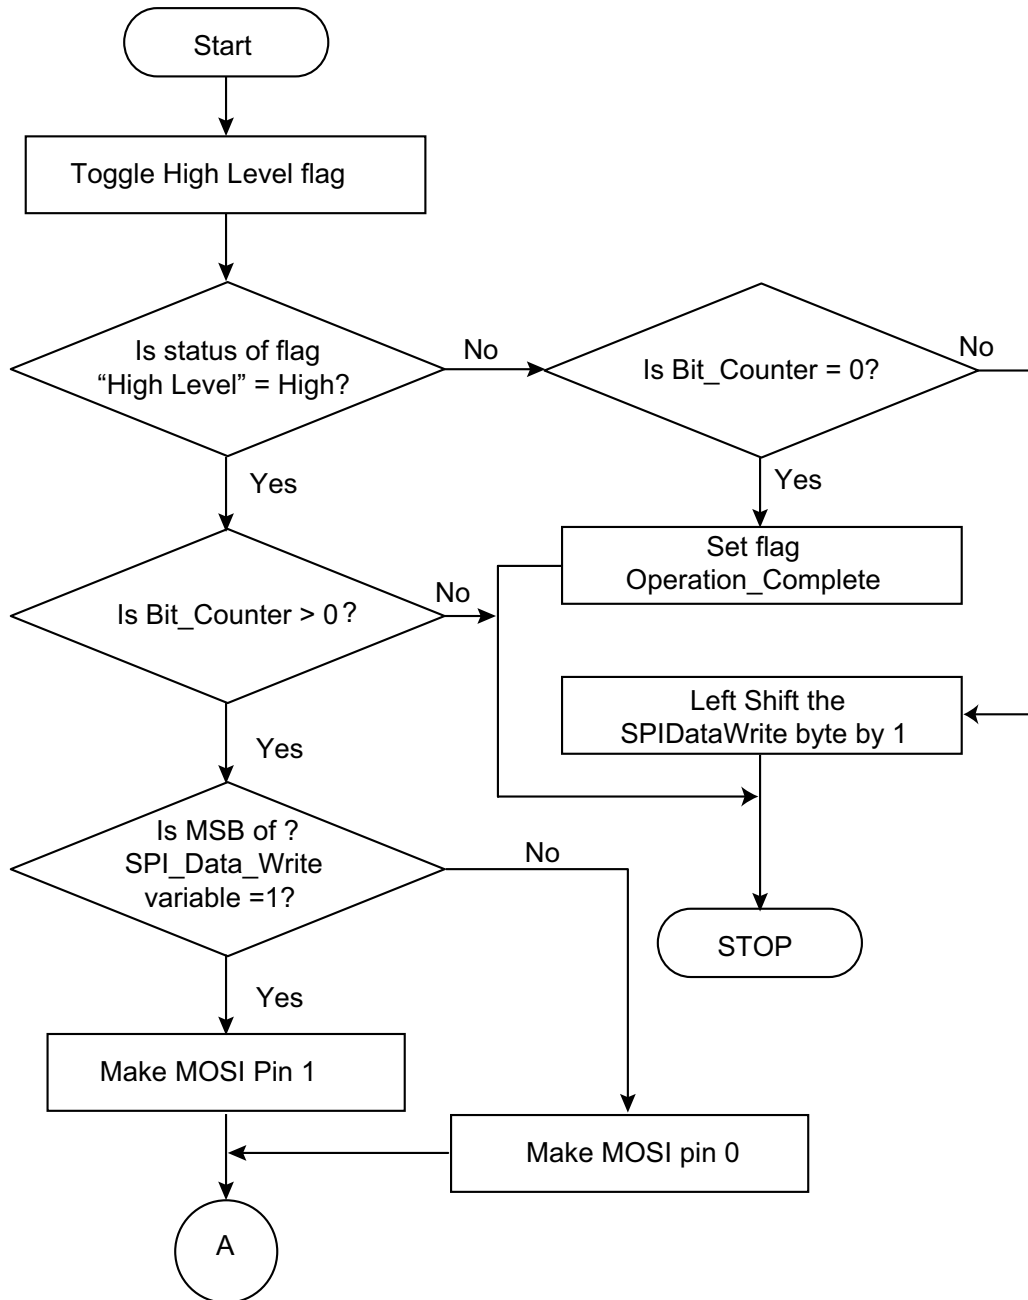 Start
Toggle High Level flag
Is status of flag
“High Level” = High?
No
Is Bit_Counter = 0?
No
Yes
Yes
Set flag
Operation_Complete
Is Bit_Counter > 0?
No
Left Shift the
SPIDataWrite byte by 1
Yes
Is MSB of ?
SPI_Data_Write
variable =1?
No
STOP
Yes
Make MOSI Pin 1
Make MOSI pin 0
A